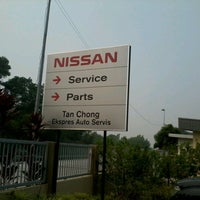 NISSAN
Service
Parts
Tan Chong
Ekspres Auto Servis